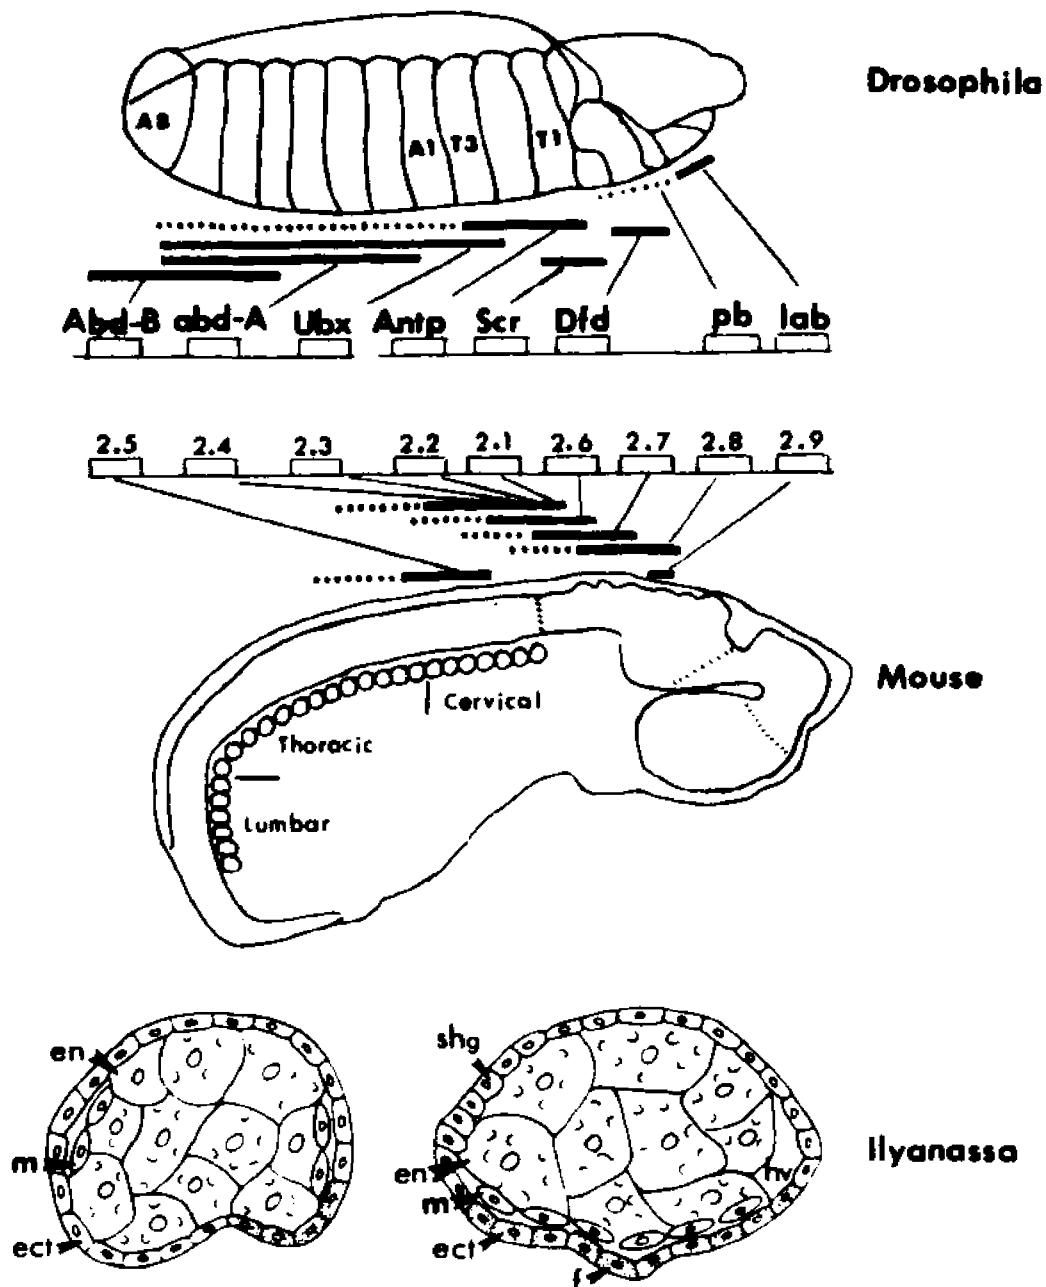 Drosophila
A8 A1 T3 T1
Abd-B abd-A Ubx Antp Scr Dfd pb lab
2.5 2.4 2.3 2.2 2.1 2.6 2.7 2.8 2.9
Mouse
Cervical
Thoracic
Lumbar
Ilyanassa
en
m
ect
shg
en
m
ect
f
hv